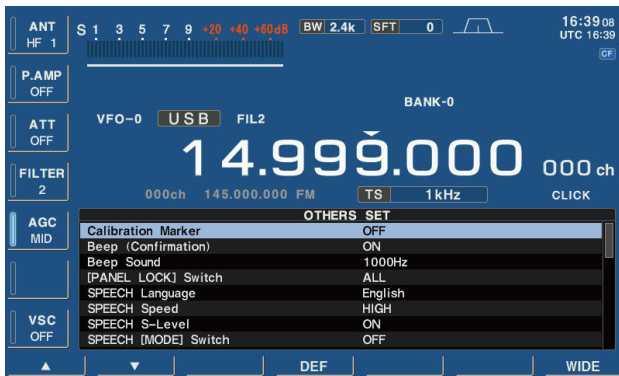 ANT
HF 1
S 1 3 5 7 9 +20 +40 +60dB
BW 2.4k
SFT 0
16:39 08
UTC 16:39
CF
P.AMP
OFF
BANK-0
VFO-0 USB FIL2
ATT
OFF
14.999.000
000 ch
FILTER
2
000ch 145.000.000 FM
TS 1kHz
CLICK
AGC
MID
OTHERS SET
Calibration Marker OFF
Beep (Confirmation) ON
Beep Sound 1000Hz
[PANEL LOCK] Switch ALL
SPEECH Language English
SPEECH Speed HIGH
SPEECH S-Level ON
SPEECH [MODE] Switch OFF
VSC
OFF
▲ ▼ DEF WIDE